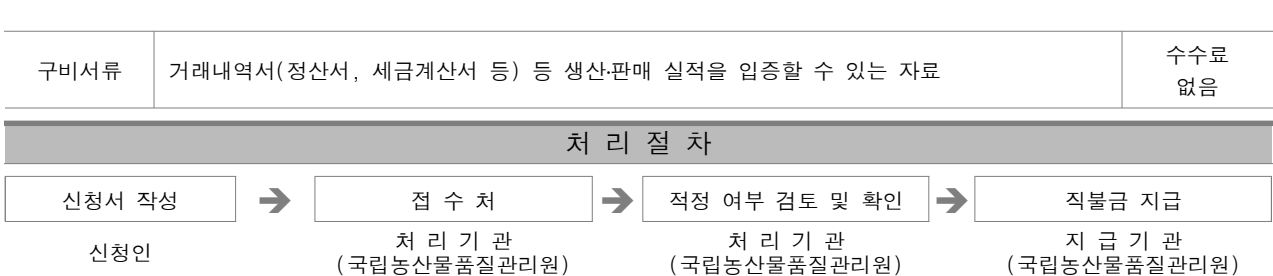 구비서류 거래내역서(정산서, 세금계산서 등) 등 생산·판매 실적을 입증할 수 있는 자료 수수료 없음
처 리 절 차
신청서 작성 ➔ 접 수 처 ➔ 적정 여부 검토 및 확인 ➔ 직불금 지급
신청인 처 리 기 관 (국립농산물품질관리원) 처 리 기 관 (국립농산물품질관리원) 지 급 기 관 (국립농산물품질관리원)